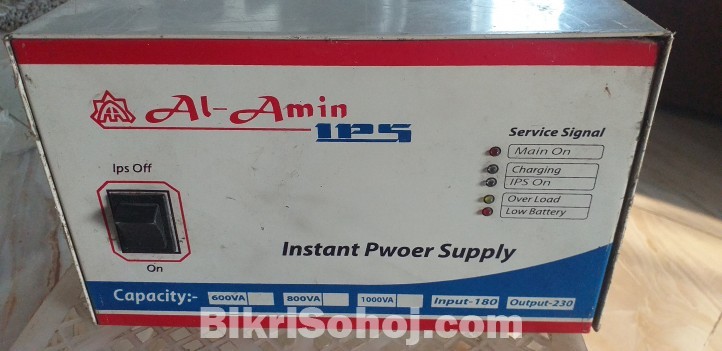 Al-Amin
IPS
Service Signal
Main On
Charging
IPS On
Over Load
Low Battery
Ips Off
On
Instant Pwoer Supply
Capacity:- 600VA 800VA 1000VA Input-180 Output-230
BikriSohoj.com